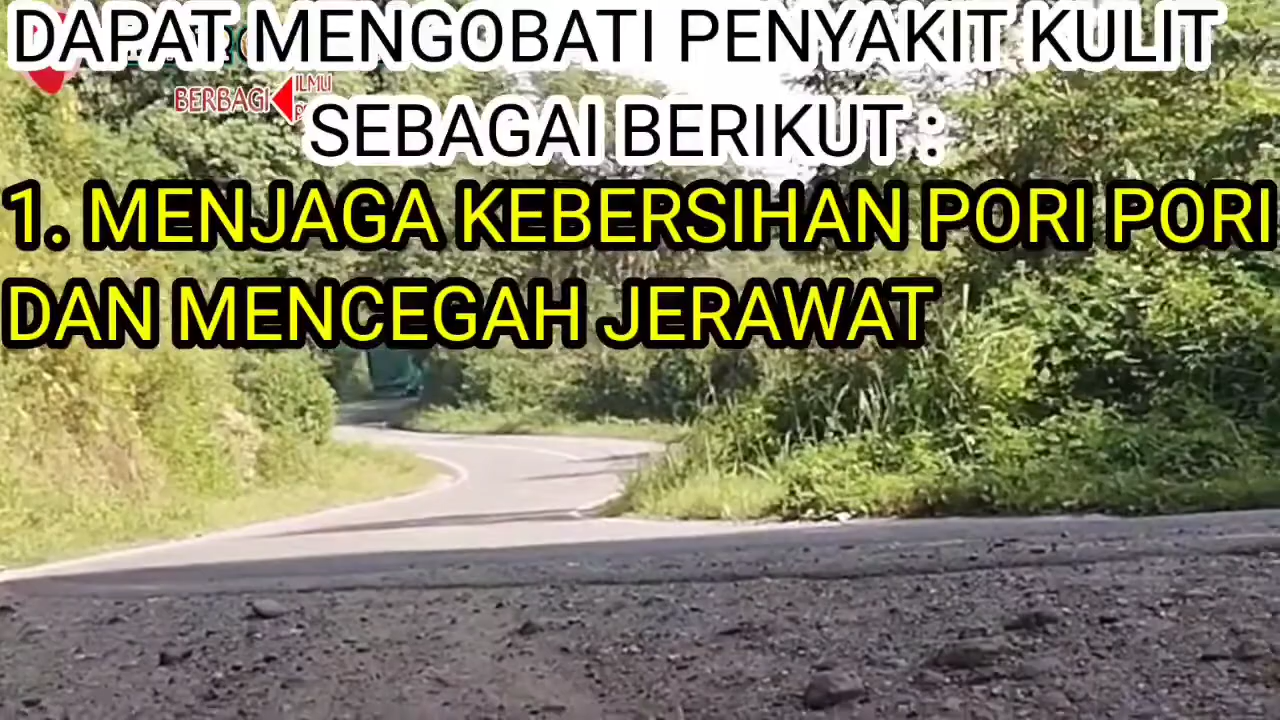 DAPAT MENGOBATI PENYAKIT KULIT
BERBAGI ILMU
SEBAGAI BERIKUT :
1. MENJAGA KEBERSIHAN PORI PORI
DAN MENCEGAH JERAWAT